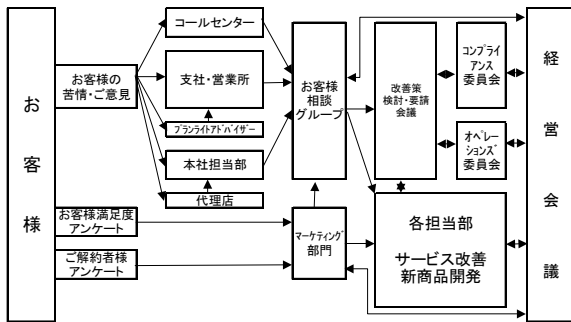 お客様
お客様の
苦情・ご意見
お客様満足度
アンケート
ご解約者様
アンケート
コールセンター
支社・営業所
ﾌﾟﾗﾝﾗｲﾄｱﾄﾞﾊﾞｲｻﾞｰ
本社担当部
代理店
お客様
相談
グループ
ﾏｰｹﾃｨﾝｸﾞ
部門
改善策
検討・要請
会議
ｺﾝﾌﾟﾗｲ
ｱﾝｽ
委員会
ｵﾍﾟﾚｰ
ｼｮﾝｽﾞ
委員会
各担当部
サービス改善
新商品開発
経営会議